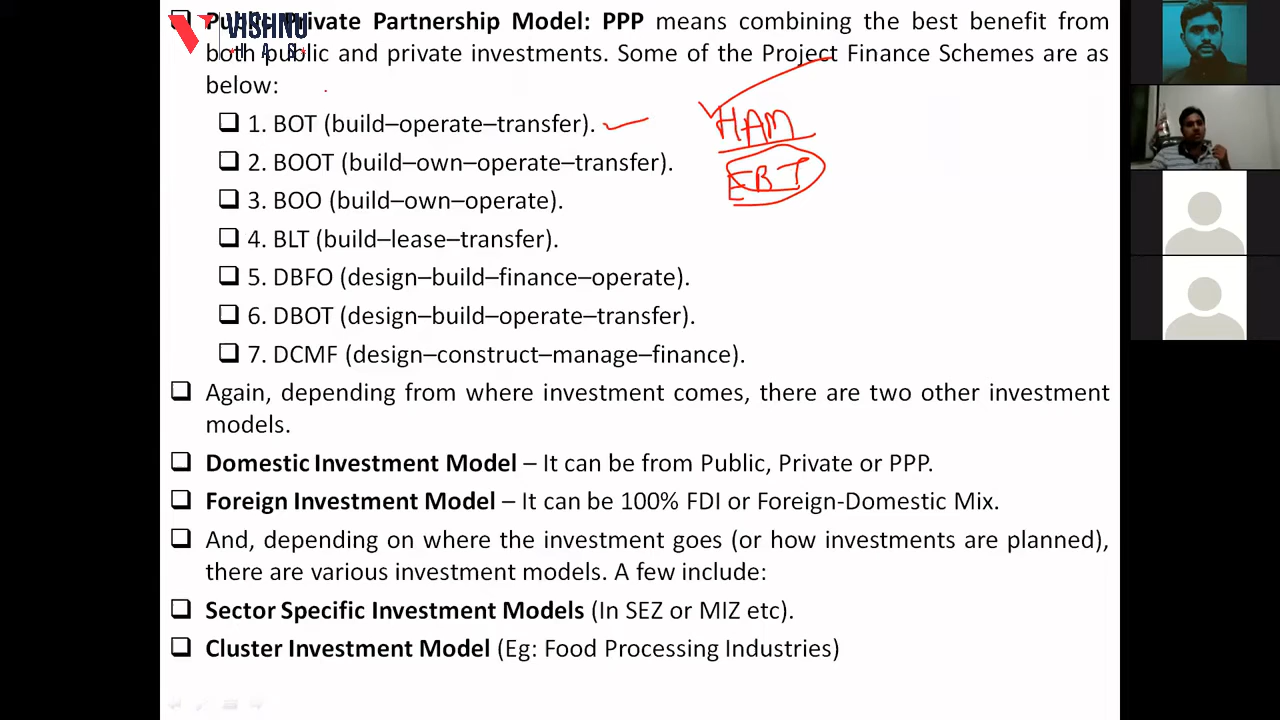 ❑ Public Private Partnership Model: PPP means combining the best benefit from
VISHNU
IAS
both public and private investments. Some of the Project Finance Schemes are as
below:
❑ 1. BOT (build–operate–transfer).
HAM
❑ 2. BOOT (build–own–operate–transfer).
EBT
❑ 3. BOO (build–own–operate).
❑ 4. BLT (build–lease–transfer).
❑ 5. DBFO (design–build–finance–operate).
❑ 6. DBOT (design–build–operate–transfer).
❑ 7. DCMF (design–construct–manage–finance).
❑ Again, depending from where investment comes, there are two other investment
models.
❑ Domestic Investment Model – It can be from Public, Private or PPP.
❑ Foreign Investment Model – It can be 100% FDI or Foreign-Domestic Mix.
❑ And, depending on where the investment goes (or how investments are planned),
there are various investment models. A few include:
❑ Sector Specific Investment Models (In SEZ or MIZ etc).
❑ Cluster Investment Model (Eg: Food Processing Industries)